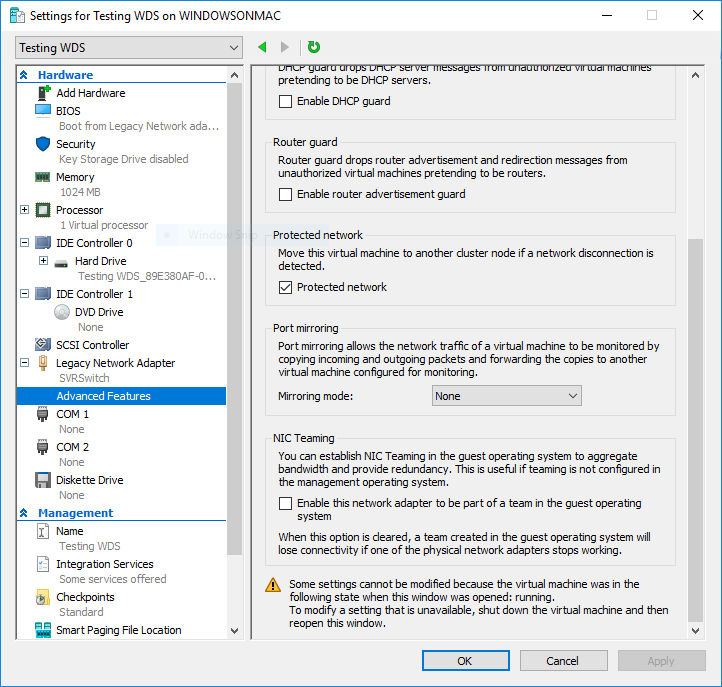 Settings for Testing WDS on WINDOWSONMAC
Testing WDS
Hardware
Add Hardware
BIOS
Boot from Legacy Network ada...
Security
Key Storage Drive disabled
Memory
1024 MB
Processor
1 Virtual processor
IDE Controller 0
Hard Drive
Testing WDS_89E380AF-0...
IDE Controller 1
DVD Drive
None
SCSI Controller
Legacy Network Adapter
SVRSwitch
Advanced Features
COM 1
None
COM 2
None
Diskette Drive
None
Management
Name
Testing WDS
Integration Services
Some services offered
Checkpoints
Standard
Smart Paging File Location
Window Snip
DHCP guard drops DHCP server messages from unauthorized virtual machines
pretending to be DHCP servers.
Enable DHCP guard
Router guard
Router guard drops router advertisement and redirection messages from
unauthorized virtual machines pretending to be routers.
Enable router advertisement guard
Protected network
Move this virtual machine to another cluster node if a network disconnection is
detected.
Protected network
Port mirroring
Port mirroring allows the network traffic of a virtual machine to be monitored by
copying incoming and outgoing packets and forwarding the copies to another
virtual machine configured for monitoring.
Mirroring mode:
None
NIC Teaming
You can establish NIC Teaming in the guest operating system to aggregate
bandwidth and provide redundancy. This is useful if teaming is not configured in
the management operating system.
Enable this network adapter to be part of a team in the guest operating
system
When this option is cleared, a team created in the guest operating system will
lose connectivity if one of the physical network adapters stops working.
Some settings cannot be modified because the virtual machine was in the
following state when this window was opened: running.
To modify a setting that is unavailable, shut down the virtual machine and then
reopen this window.
OK
Cancel
Apply